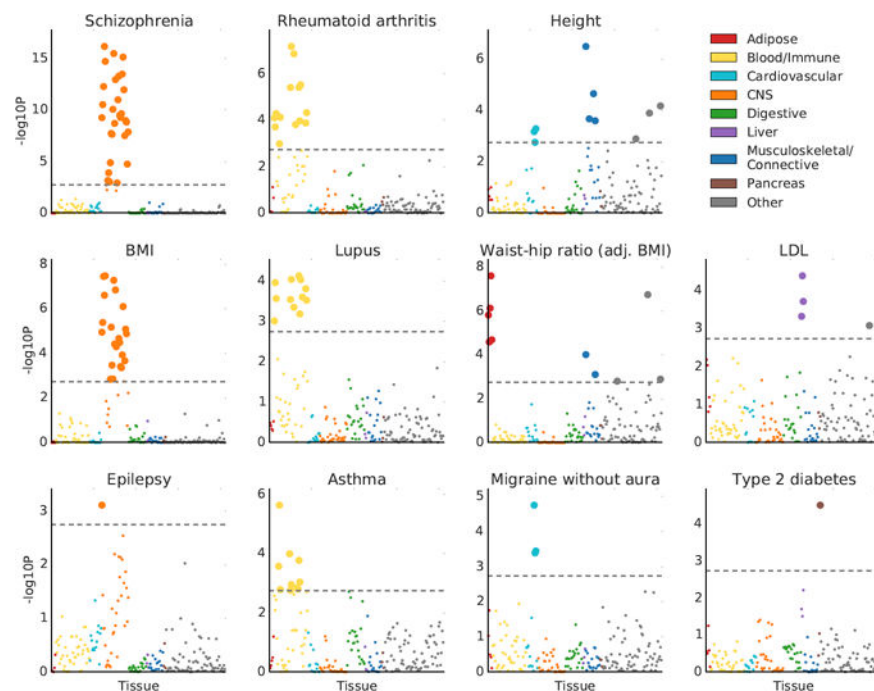 Schizophrenia
Rheumatoid arthritis
Height
-log10P
15
10
5
0
6
4
2
0
6
4
2
0
Adipose
Blood/Immune
Cardiovascular
CNS
Digestive
Liver
Musculoskeletal/
Connective
Pancreas
Other
BMI
Lupus
Waist-hip ratio (adj. BMI)
LDL
-log10P
8
6
4
2
0
4
3
2
1
0
8
6
4
2
0
4
3
2
1
0
Epilepsy
Asthma
Migraine without aura
Type 2 diabetes
-log10P
3
2
1
0
6
4
2
0
5
4
3
2
1
0
4
3
2
1
0
Tissue
Tissue
Tissue
Tissue